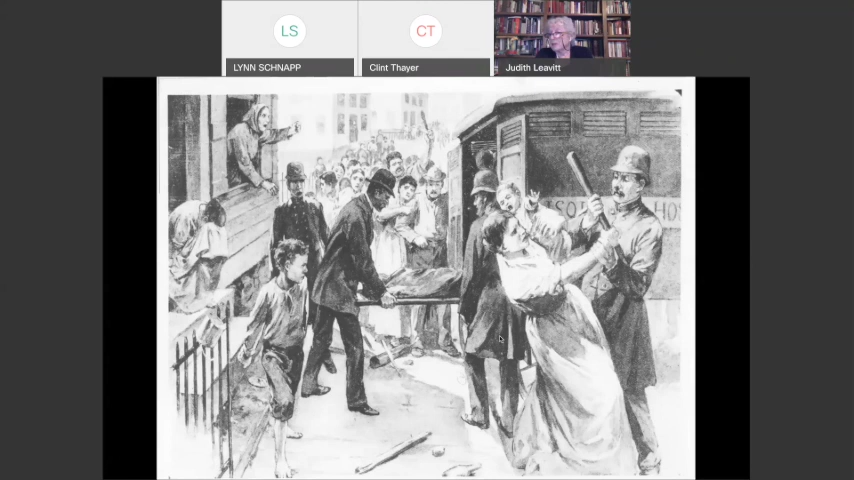 LS
CT
LYNN SCHNAPP
Clint Thayer
Judith Leavitt